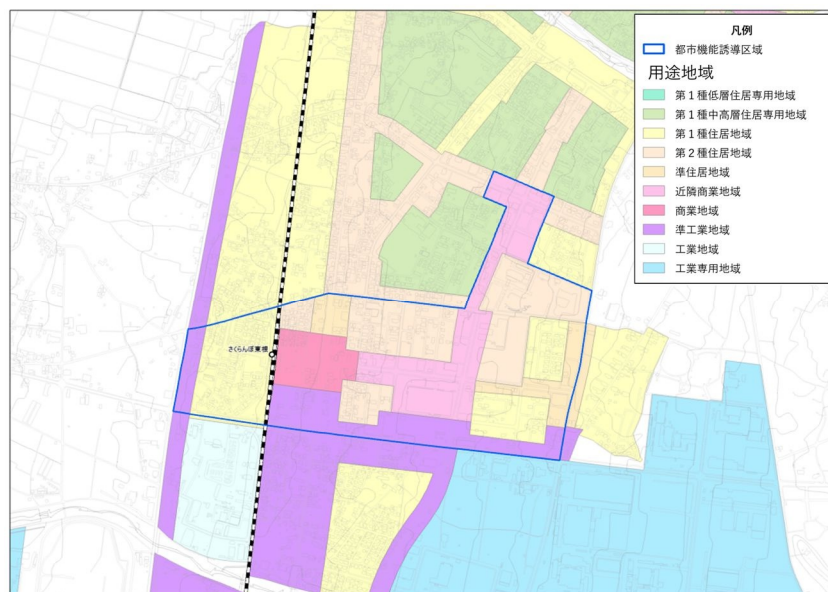 凡例
都市機能誘導区域
用途地域
第1種低層住居専用地域
第1種中高層住居専用地域
第1種住居地域
第2種住居地域
準住居地域
近隣商業地域
商業地域
準工業地域
工業地域
工業専用地域
さくらんぼ東根